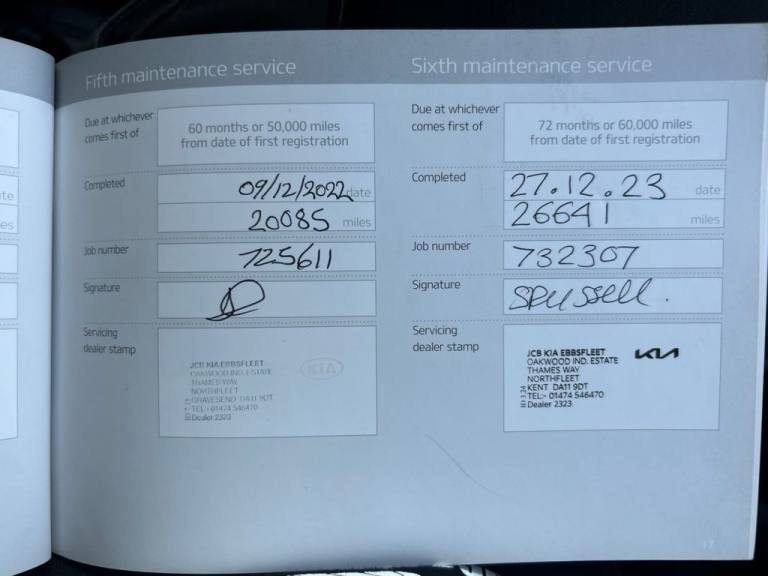 Fifth maintenance service
Due at whichever
comes first of
60 months or 50,000 miles
from date of first registration
Completed
09/12/2022 date
20085 miles
Job number
725611
Signature
Servicing
dealer stamp
JCB KIA EBBSFLEET
OAKWOOD IND. ESTATE
THAMES WAY
NORTHFLEET
GRAVESEND DA11 9DT
TEL:- 01474 546470
Dealer 2323
KIA
Sixth maintenance service
Due at whichever
comes first of
72 months or 60,000 miles
from date of first registration
Completed
27.12.23 date
26641 miles
Job number
732307
Signature
SRussell.
Servicing
dealer stamp
JCB KIA EBBSFLEET
OAKWOOD IND. ESTATE
THAMES WAY
NORTHFLEET
KENT DA11 9DT
TEL:- 01474 546470
Dealer 2323
KIA
17
te
es